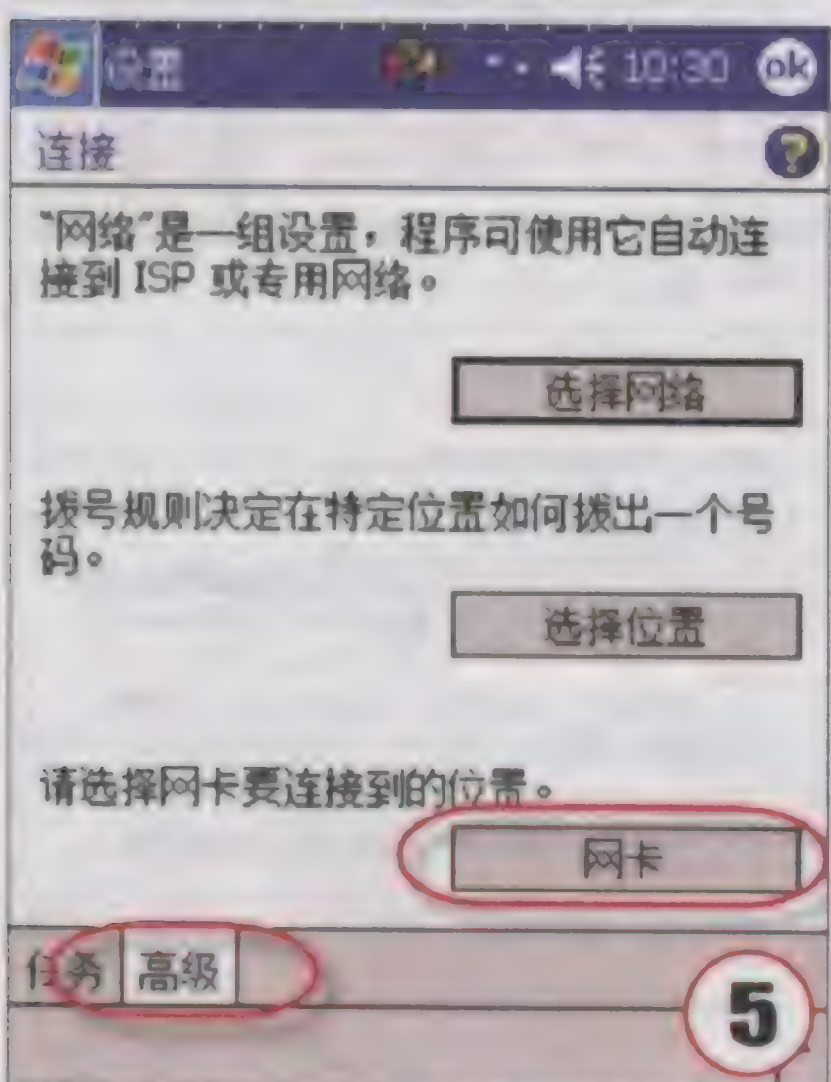 设置 10:30 ok
连接
"网络"是一组设置，程序可使用它自动连
接到 ISP 或专用网络。
选择网络
拨号规则决定在特定位置如何拨出一个号
码。
选择位置
请选择网卡要连接到的位置。
网卡
任务 高级
5